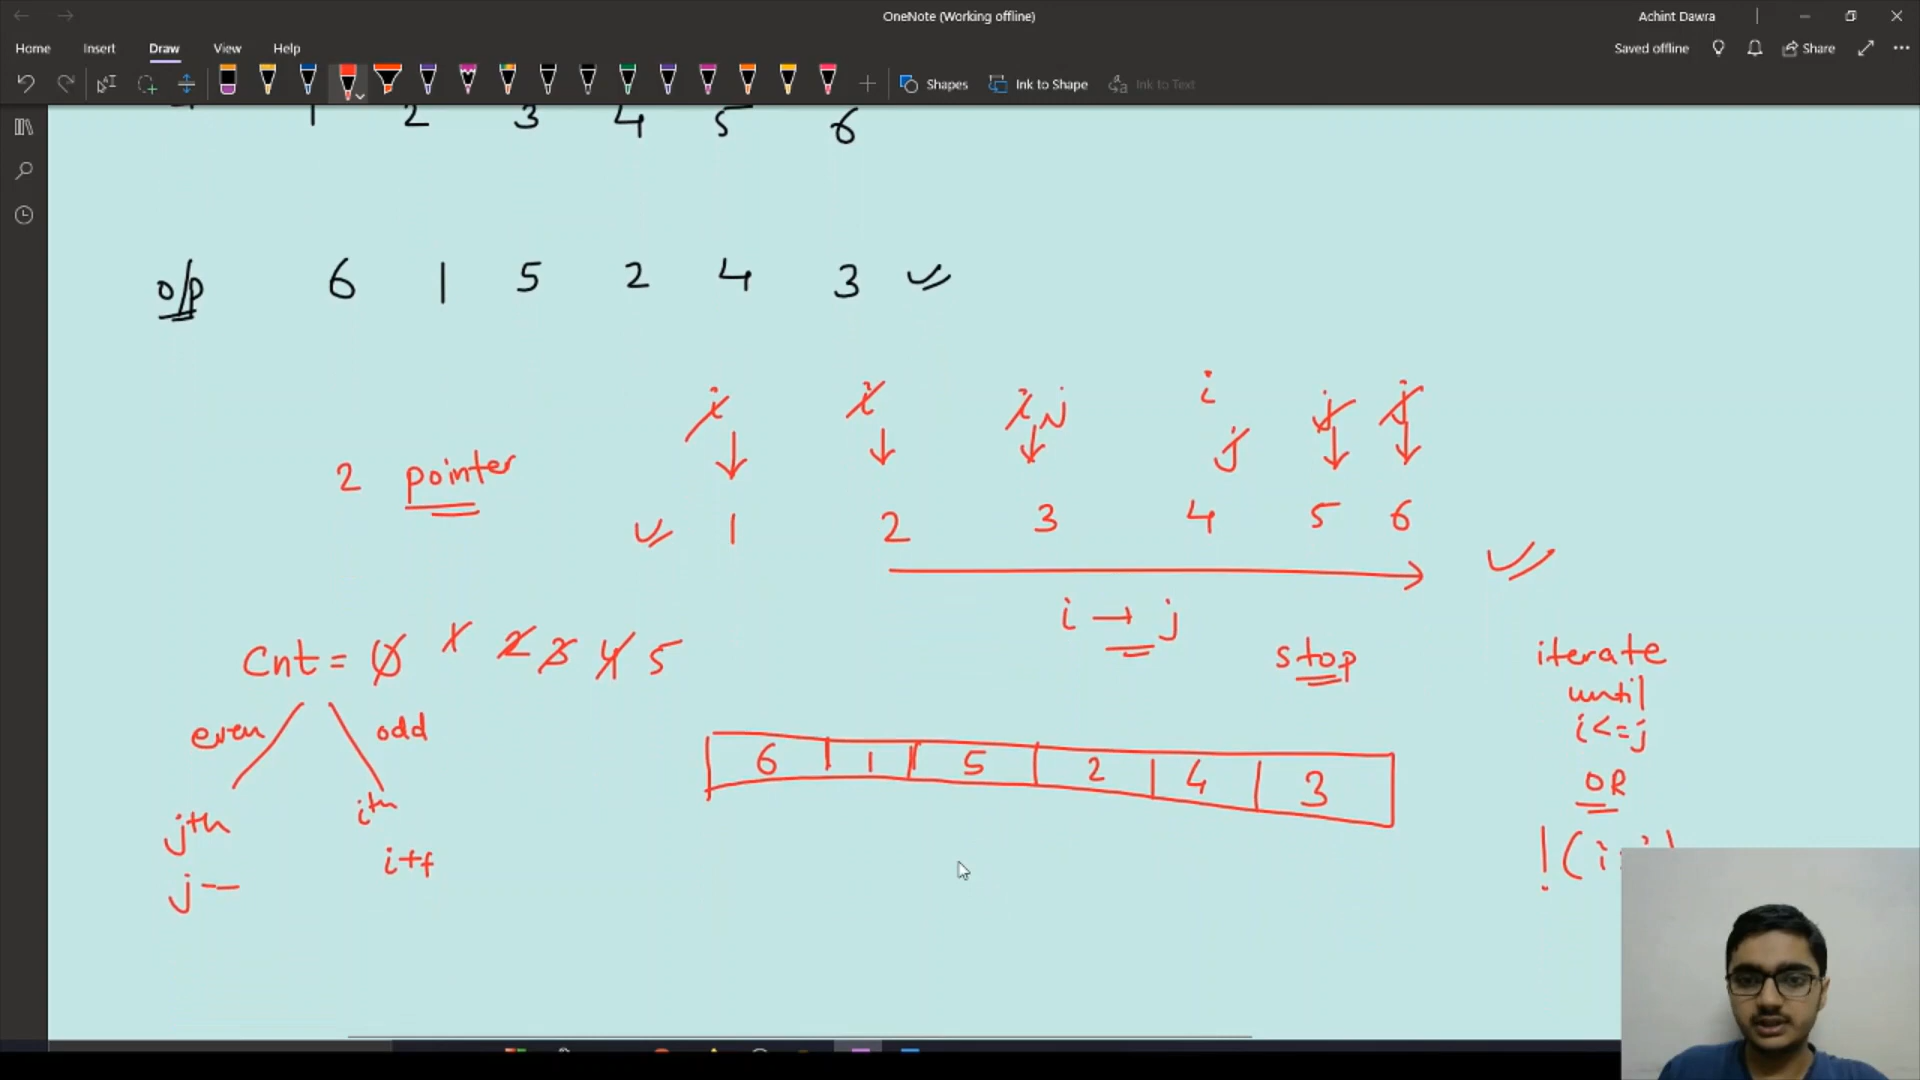 OneNote (Working offline)
Achint Dawra
Home Insert Draw View Help
Saved offline
Share
Shapes
Ink to Shape
Ink to Text
1 2 3 4 5 6
o/p 6 1 5 2 4 3
i i i j i j j
j
2 pointer
1 2 3 4 5 6
i → j
stop
Cnt = 0 1 2 3 4 5
even odd
jth ith
j-- i++
6 1 5 2 4 3
iterate
until
i<=j
OR
!(i